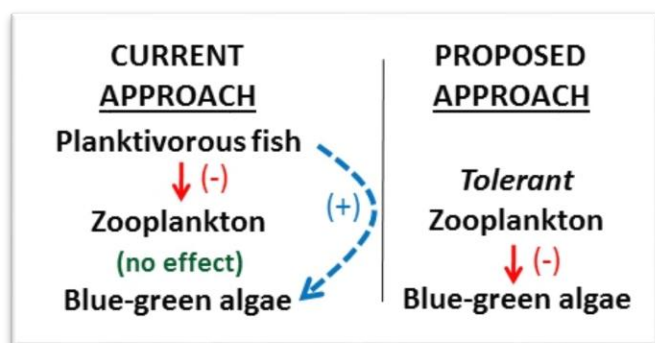 CURRENT
APPROACH
Planktivorous fish
(-)
Zooplankton
(+)
(no effect)
Blue-green algae
PROPOSED
APPROACH
Tolerant
Zooplankton
(-)
Blue-green algae